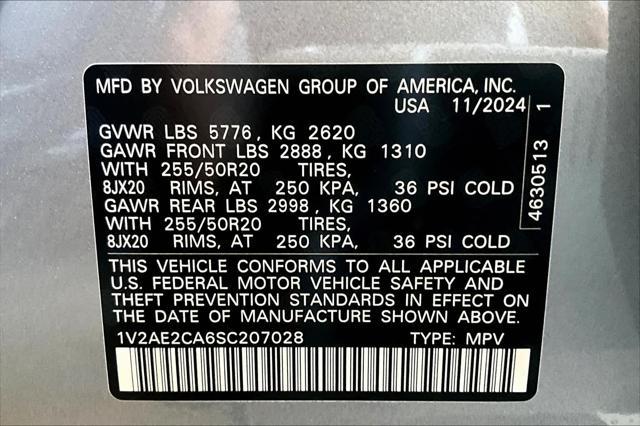 MFD BY VOLKSWAGEN GROUP OF AMERICA, INC.
USA 11/2024
GVWR LBS 5776, KG 2620
GAWR FRONT LBS 2888, KG 1310
WITH 255/50R20 TIRES,
8JX20 RIMS, AT 250 KPA, 36 PSI COLD
GAWR REAR LBS 2998, KG 1360
WITH 255/50R20 TIRES,
8JX20 RIMS, AT 250 KPA, 36 PSI COLD
THIS VEHICLE CONFORMS TO ALL APPLICABLE
U.S. FEDERAL MOTOR VEHICLE SAFETY AND
THEFT PREVENTION STANDARDS IN EFFECT ON
THE DATE OF MANUFACTURE SHOWN ABOVE.
1V2AE2CA6SC207028 TYPE: MPV
4630513 1